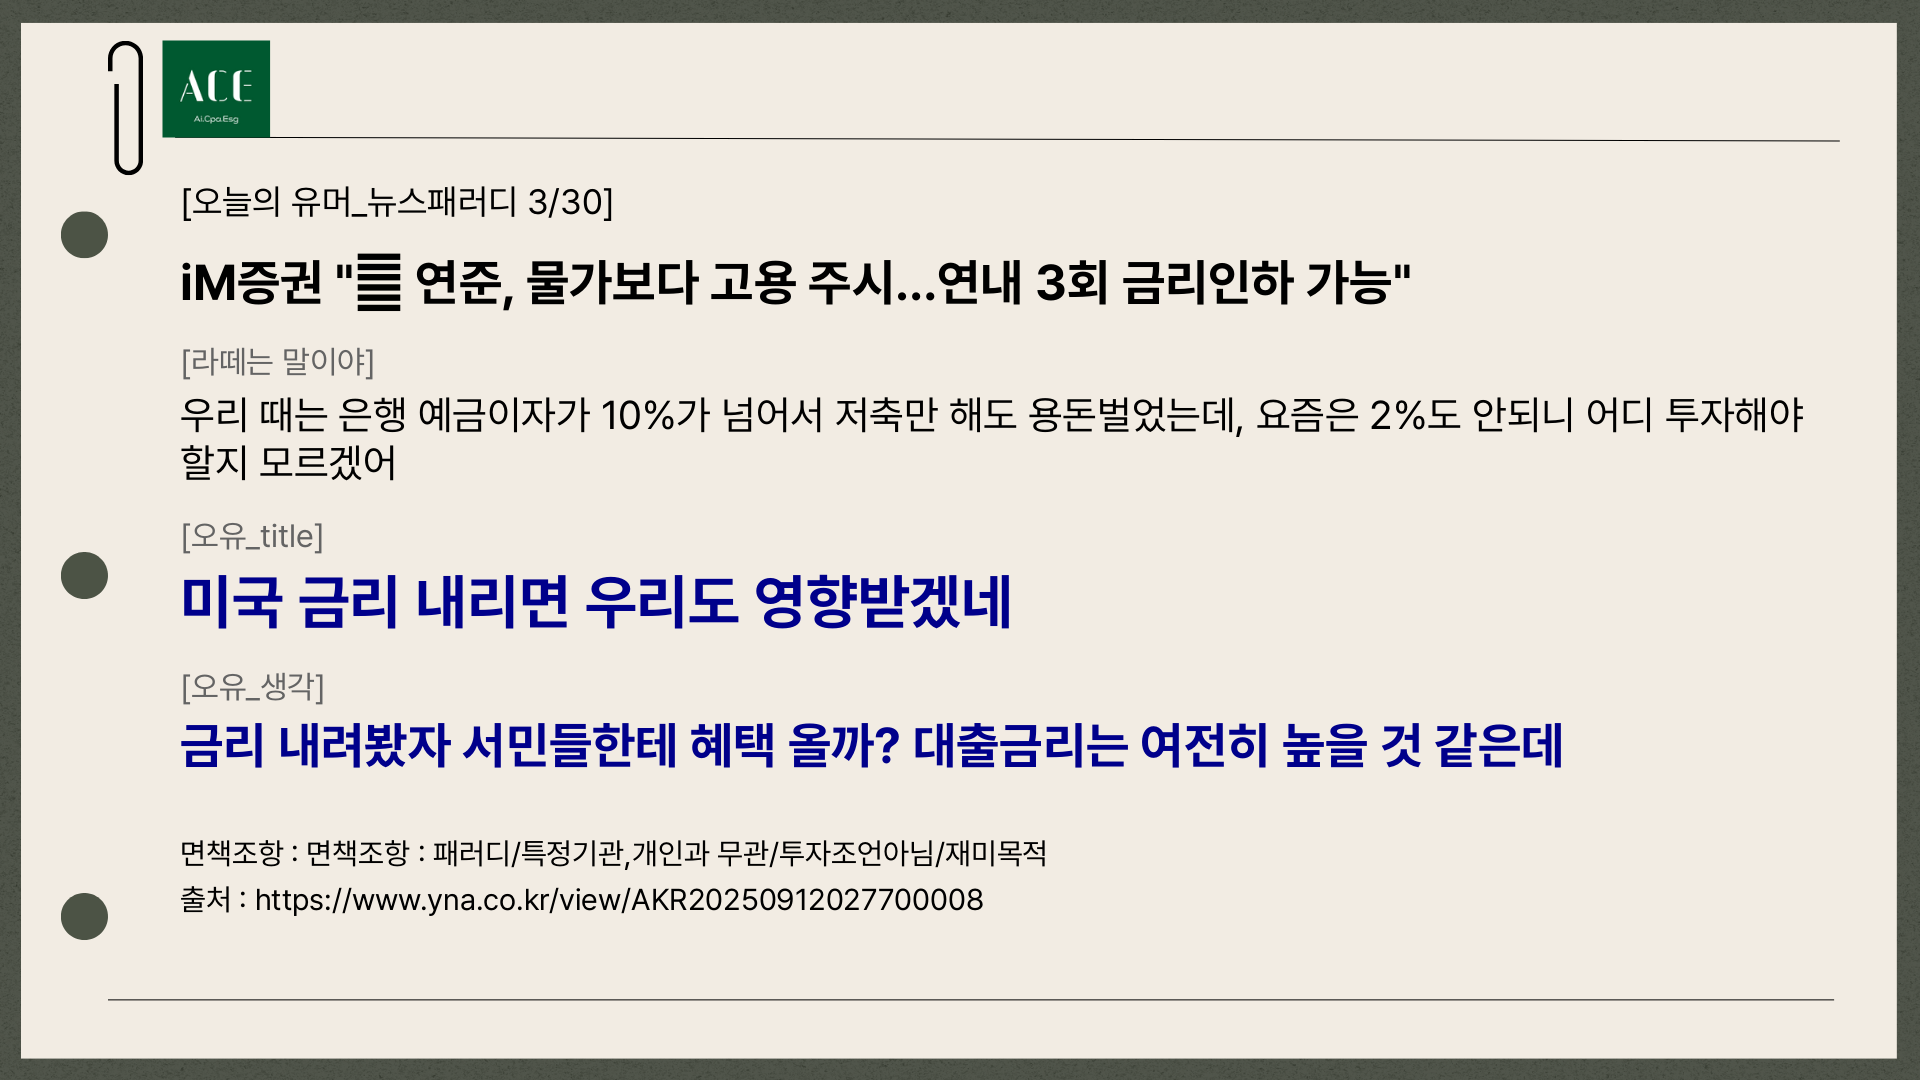 ACE
Ai.Cpa.Esg
[오늘의 유머_뉴스패러디 3/30]
iM증권 " 연준, 물가보다 고용 주시...연내 3회 금리인하 가능"
[라떼는 말이야]
우리 때는 은행 예금이자가 10%가 넘어서 저축만 해도 용돈벌었는데, 요즘은 2%도 안되니 어디 투자해야
할지 모르겠어
[오유_title]
미국 금리 내리면 우리도 영향받겠네
[오유_생각]
금리 내려봤자 서민들한테 혜택 올까? 대출금리는 여전히 높을 것 같은데
면책조항 : 면책조항 : 패러디/특정기관,개인과 무관/투자조언아님/재미목적
출처 : https://www.yna.co.kr/view/AKR20250912027700008